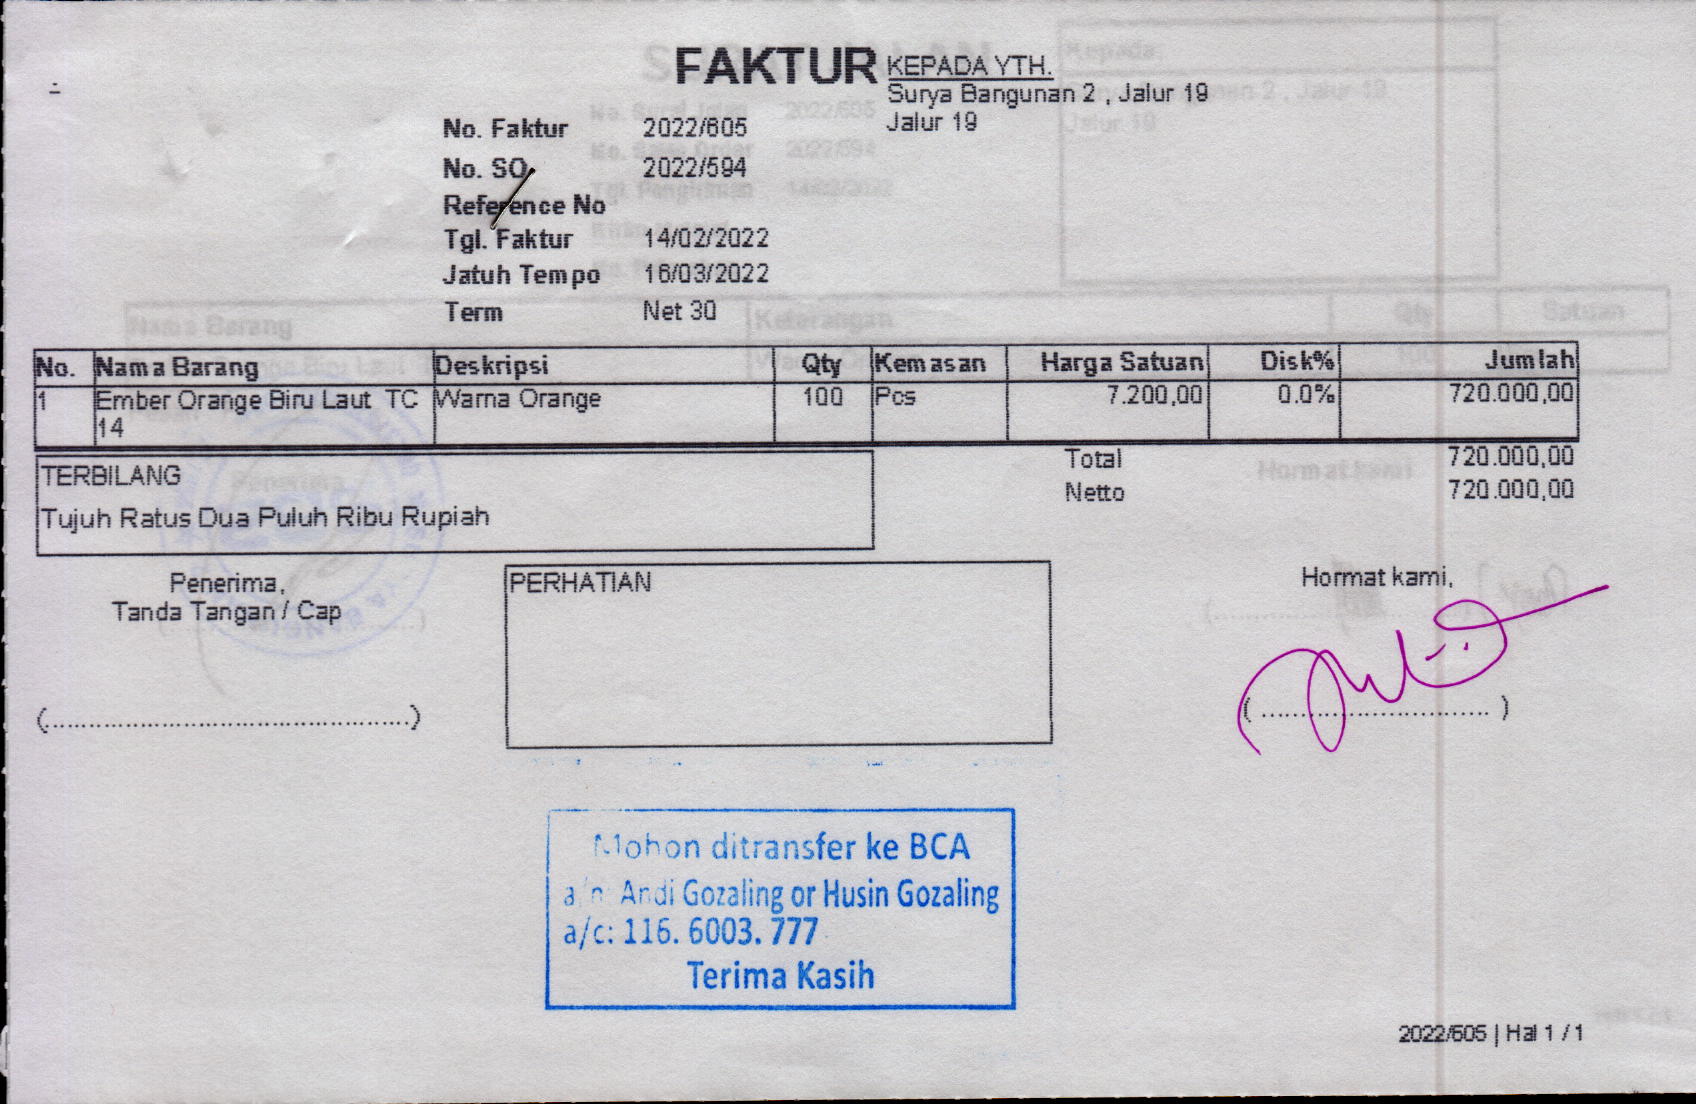 FAKTUR
KEPADA YTH.
Surya Bangunan 2 , Jalur 19
Jalur 19
No. Faktur 2022/605
No. SO 2022/594
Reference No
Tgl. Faktur 14/02/2022
Jatuh Tempo 16/03/2022
Term Net 30
No. Nama Barang Deskripsi Qty Kemasan Harga Satuan Disk% Jumlah
1 Ember Orange Biru Laut TC Warna Orange 100 Pcs 7.200,00 0.0% 720.000,00
14
Total 720.000,00
Netto 720.000,00
TERBILANG
Tujuh Ratus Dua Puluh Ribu Rupiah
Penerima,
Tanda Tangan / Cap
(..........................................)
PERHATIAN
Hormat kami,
( ............................ )
Mohon ditransfer ke BCA
a/n: Andi Gozaling or Husin Gozaling
a/c: 116. 6003. 777
Terima Kasih
2022/605 | Hal 1 / 1